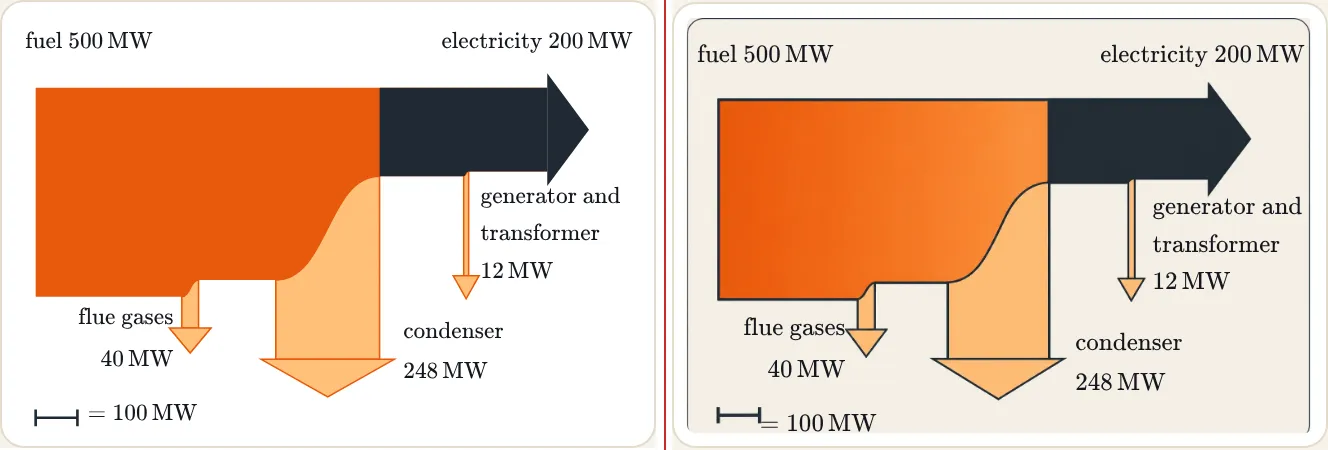 fuel 500 MW
electricity 200 MW
generator and
transformer
12 MW
flue gases
40 MW
condenser
248 MW
= 100 MW
fuel 500 MW
electricity 200 MW
generator and
transformer
12 MW
flue gases
40 MW
condenser
248 MW
= 100 MW